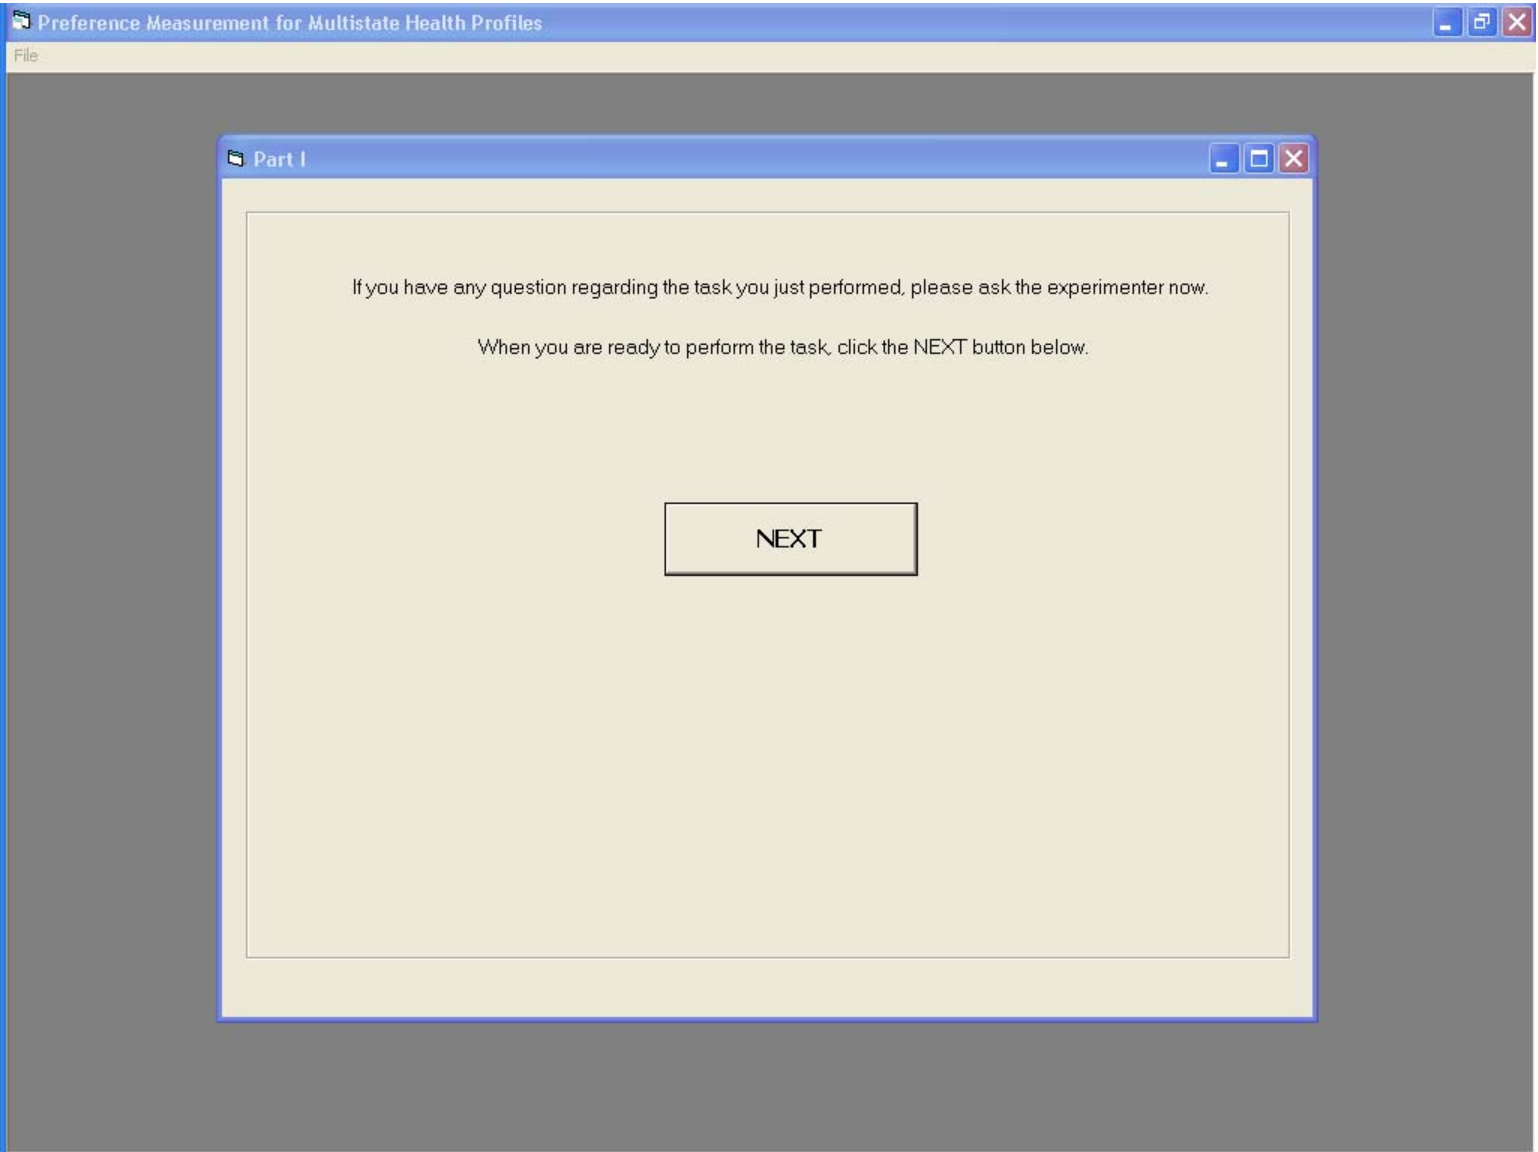 Preference Measurement for Multistate Health Profiles
File
Part I
If you have any question regarding the task you just performed, please ask the experimenter now.
When you are ready to perform the task, click the NEXT button below.
NEXT